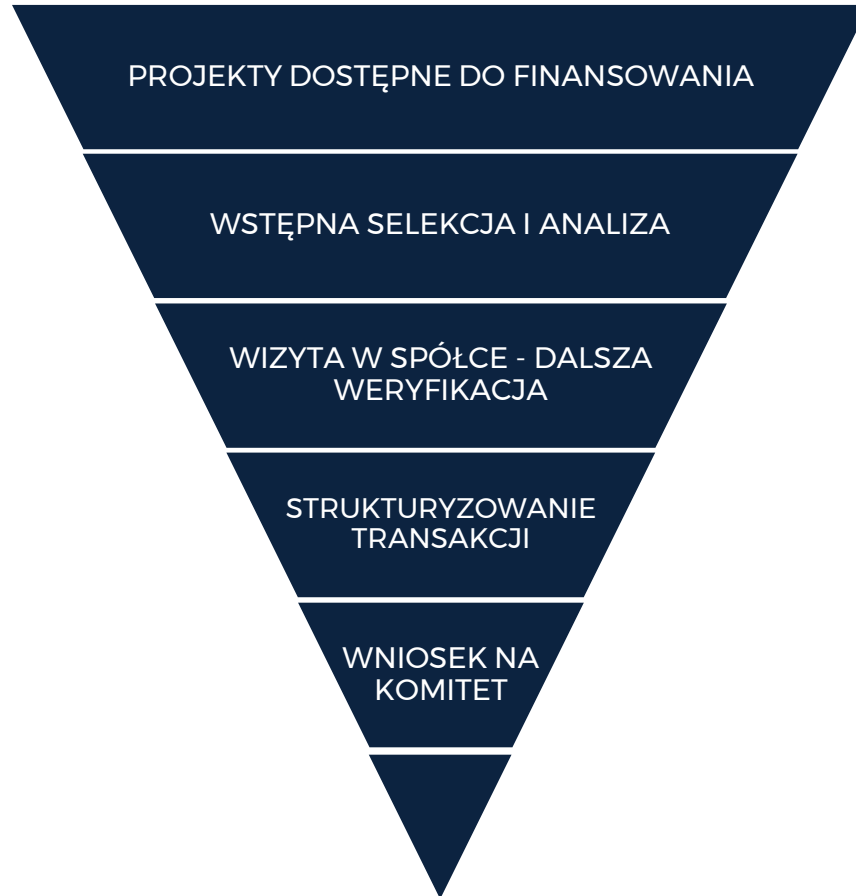 PROJEKTY DOSTĘPNE DO FINANSOWANIA
WSTĘPNA SELEKCJA I ANALIZA
WIZYTA W SPÓŁCE - DALSZA
WERYFIKACJA
STRUKTURYZOWANIE
TRANSAKCJI
WNIOSEK NA
KOMITET